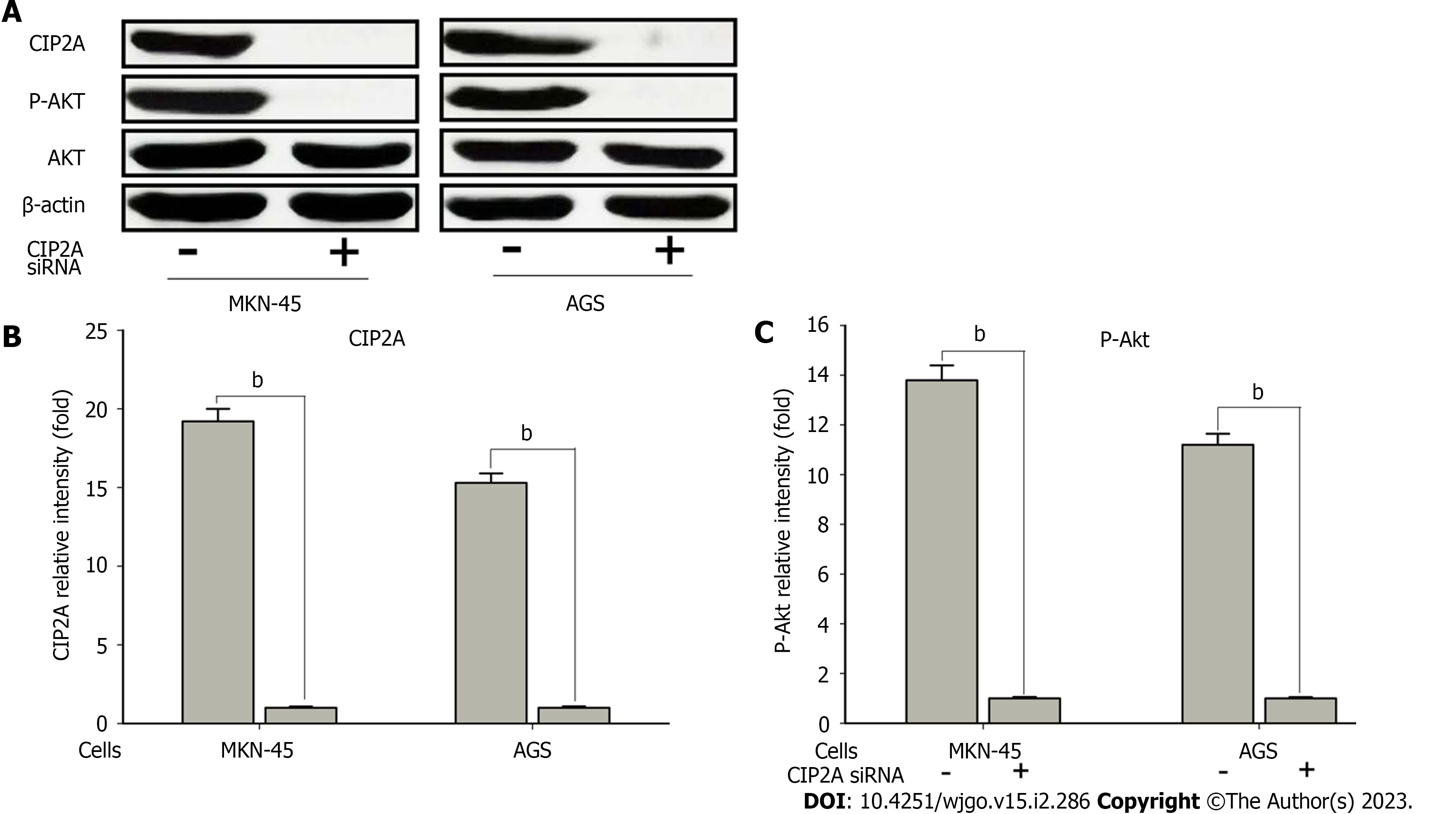 A
CIP2A
P-AKT
AKT
β-actin
CIP2A siRNA - + - +
MKN-45 AGS
B
CIP2A
CIP2A relative intensity (fold)
25
20
15
10
5
0
b
b
Cells MKN-45 AGS
C
P-Akt
P-Akt relative intensity (fold)
16
14
12
10
8
6
4
2
0
b
b
Cells MKN-45 AGS
CIP2A siRNA - + - +
DOI: 10.4251/wjgo.v15.i2.286 Copyright ©The Author(s) 2023.